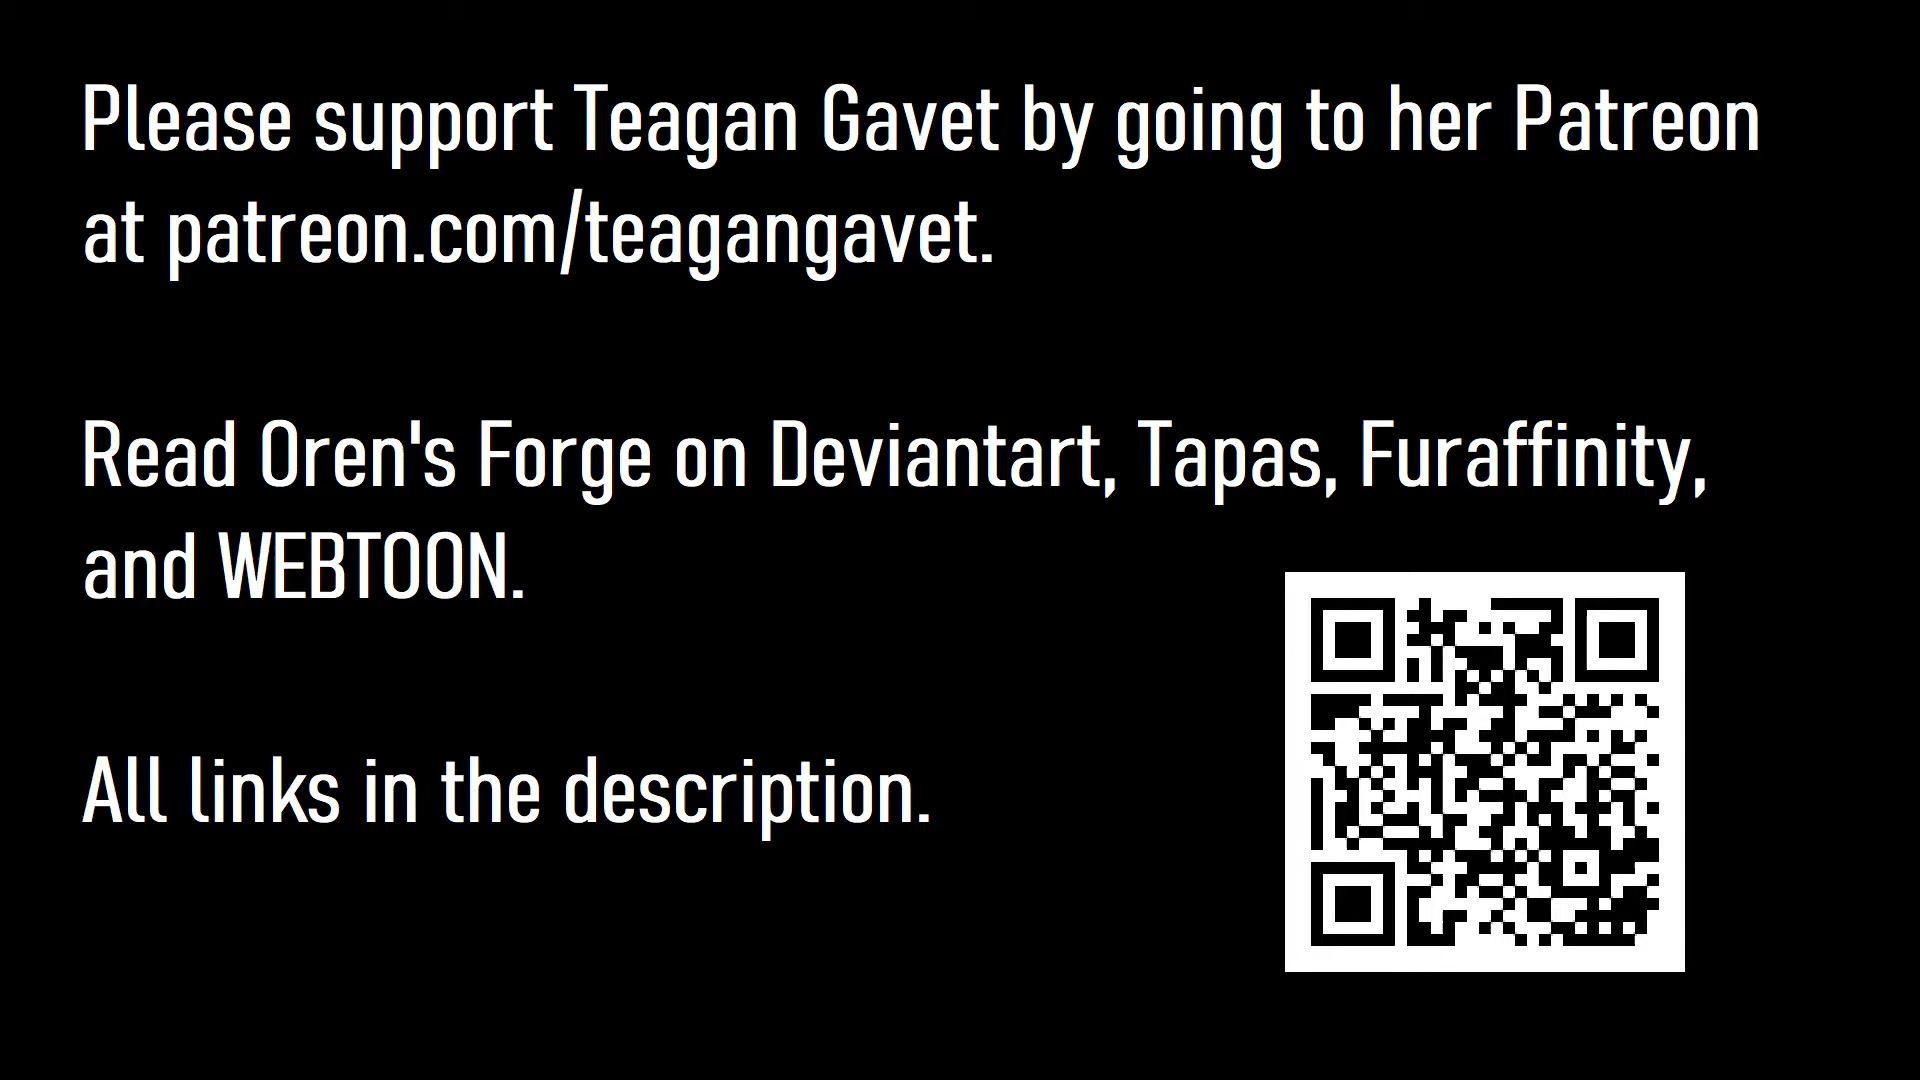 Please support Teagan Gavet by going to her Patreon
at patreon.com/teagangavet.
Read Oren's Forge on Deviantart, Tapas, Furaffinity,
and WEBTOON.
All links in the description.